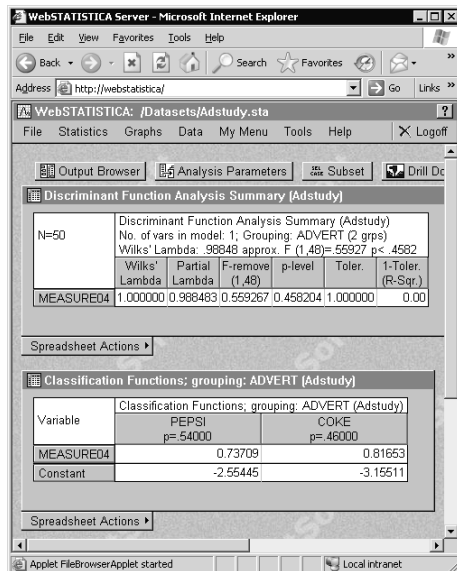 WebSTATISTICA Server - Microsoft Internet Explorer
File Edit View Favorites Tools Help
Back Search Favorites »
Address http://webstatistica/ Go Links »
WebSTATISTICA: /Datasets/Adstudy.sta ?
File Statistics Graphs Data My Menu Tools Help Logoff
Output Browser Analysis Parameters Subset Drill Do
Discriminant Function Analysis Summary (Adstudy)
N=50
Discriminant Function Analysis Summary (Adstudy)
No. of vars in model: 1; Grouping: ADVERT (2 grps)
Wilks' Lambda: .98848 approx. F (1,48)=.55927 p< .4582
Wilks' Lambda Partial Lambda F-remove (1,48) p-level Toler. 1-Toler. (R-Sqr.)
MEASURE04 1.000000 0.988483 0.559267 0.458204 1.000000 0.00
Spreadsheet Actions
Classification Functions; grouping: ADVERT (Adstudy)
Variable
Classification Functions; grouping: ADVERT (Adstudy)
PEPSI p=.54000 COKE p=.46000
MEASURE04 0.73709 0.81653
Constant -2.55445 -3.15511
Spreadsheet Actions
Applet FileBrowserApplet started Local intranet